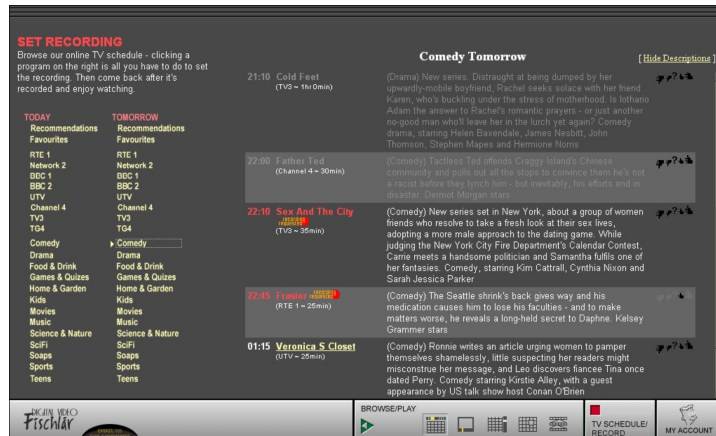 SET RECORDING
Browse our online TV schedule - clicking a
program on the right is all you have to do to set
the recording. Then come back after it's
recorded and enjoy watching.
TODAY
Recommendations
Favourites
RTE 1
Network 2
BBC 1
BBC 2
UTV
Channel 4
TV3
TG4
Comedy
Drama
Food & Drink
Games & Quizes
Home & Garden
Kids
Movies
Music
Science & Nature
SciFi
Soaps
Sports
Teens
TOMORROW
Recommendations
Favourites
RTE 1
Network 2
BBC 1
BBC 2
UTV
Channel 4
TV3
TG4
Comedy
Drama
Food & Drink
Games & Quizes
Home & Garden
Kids
Movies
Music
Science & Nature
SciFi
Soaps
Sports
Teens
Comedy Tomorrow
[ Hide Descriptions ]
21:10 Cold Feet
(TV3 ~ 1hr 0min)
(Drama) New series. Distraught at being dumped by her
upwardly-mobile boyfriend, Rachel seeks solace with her friend
Karen, who's buckling under the stress of motherhood. Is lothario
Adam the answer to Rachel's romantic prayers - or just another
no-good man who'll leave her in the lurch yet again? Comedy
drama, starring Helen Baxendale, James Nesbitt, John
Thomson, Stephen Mapes and Hermione Norris
22:00 Father Ted
(Channel 4 ~ 30min)
(Comedy) Tactless Ted offends Craggy Island's Chinese
community and pulls out all the stops to convince them he's not
a racist before they lynch him - but inevitably, his efforts end in
disaster. Dermot Morgan stars
22:10 Sex And The City
recording
requested
(TV3 ~ 35min)
(Comedy) New series set in New York, about a group of women
friends who resolve to take a fresh look at their sex lives,
adopting a more male approach to the dating game. While
judging the New York City Fire Department's Calendar Contest,
Carrie meets a handsome politician and Samantha fulfils one of
her fantasies. Comedy, starring Kim Cattrall, Cynthia Nixon and
Sarah Jessica Parker
22:45 Frasier
recording
requested
(RTE 1 ~ 25min)
(Comedy) The Seattle shrink's back gives way and his
medication causes him to lose his faculties - and to make
matters worse, he reveals a long-held secret to Daphne. Kelsey
Grammer stars
01:15 Veronica S Closet
(UTV ~ 25min)
(Comedy) Ronnie writes an article urging women to pamper
themselves shamelessly, little suspecting her readers might
misconstrue her message, and Leo discovers fiancee Tina once
dated Perry. Comedy starring Kirstie Alley, with a guest
appearance by US talk show host Conan O'Brien
DIGITAL VIDEO
Físchlár
BROWSE/PLAY
TV SCHEDULE/
RECORD
MY ACCOUNT